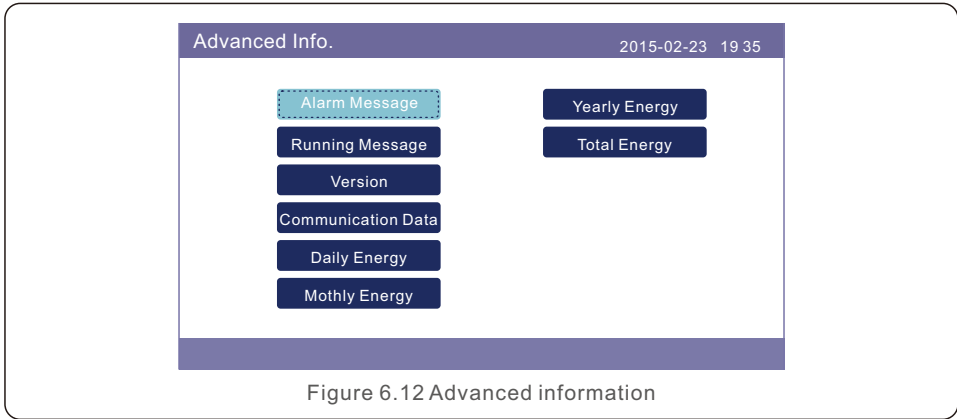 Advanced Info.
2015-02-23 19 35
Alarm Message
Running Message
Version
Communication Data
Daily Energy
Mothly Energy
Yearly Energy
Total Energy
Figure 6.12 Advanced information